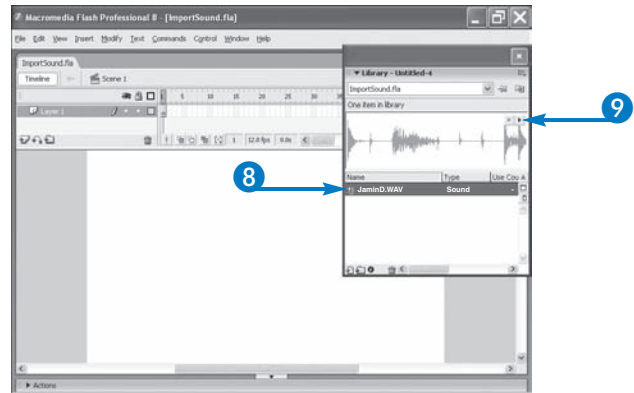 Macromedia Flash Professional 8 - [ImportSound.fla]
File Edit View Insert Modify Text Commands Control Window Help
ImportSound.fla
Timeline Scene 1
1 5 10 15 20 25 30
Layer 1
1 12.0 fps 0.0s
Library - Untitled-4
ImportSound.fla
One item in library
9
Name Type Use Cou
8
JaminD.WAV Sound -
Actions